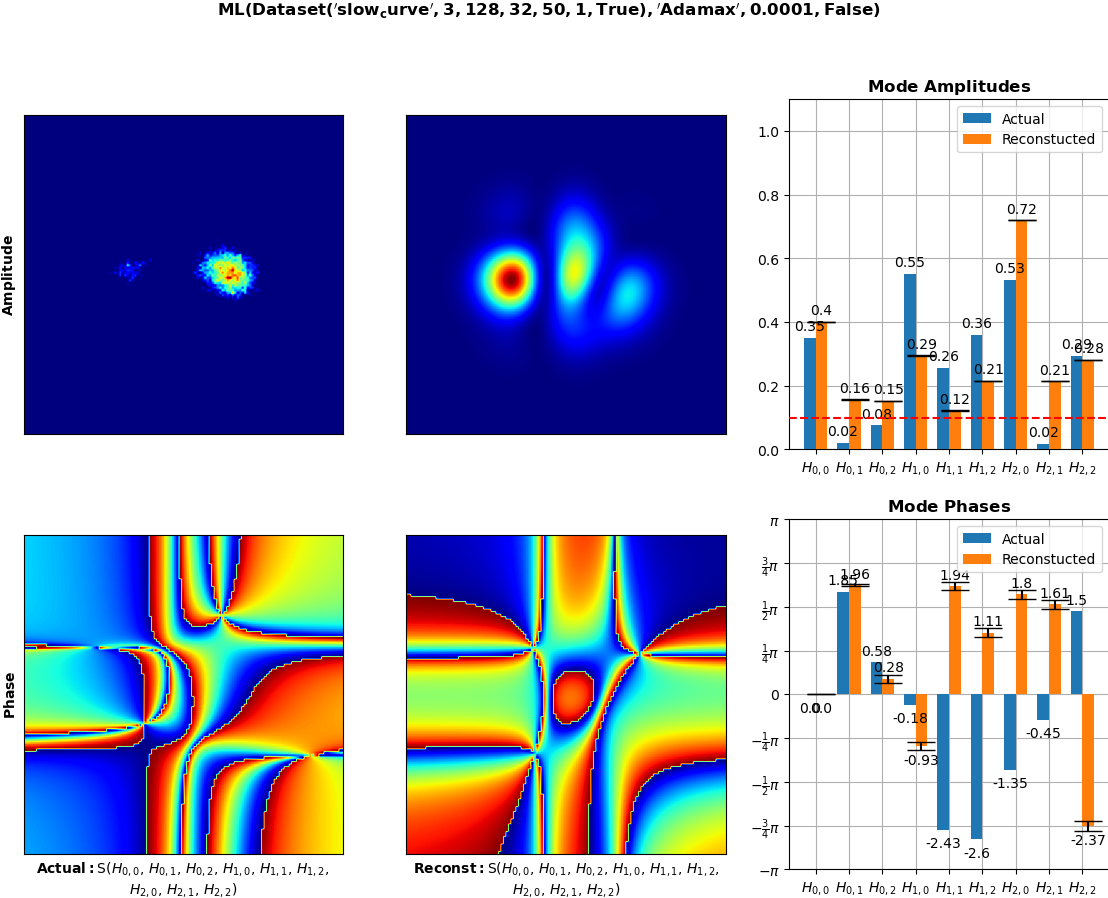 ML(Dataset(′slow_curve′, 3, 128, 32, 50, 1, True), ′Adamax′, 0.0001, False)
Amplitude
Mode Amplitudes
Actual
Reconstucted
1.0
0.8
0.6
0.4
0.2
0.0
0.35
0.4
0.02
0.16
0.08
0.15
0.55
0.29
0.26
0.12
0.36
0.21
0.53
0.72
0.02
0.21
0.29
0.28
H0,0 H0,1 H0,2 H1,0 H1,1 H1,2 H2,0 H2,1 H2,2
Phase
Mode Phases
Actual
Reconstucted
π
3/4π
1/2π
1/4π
0
−1/4π
−1/2π
−3/4π
−π
0.0
0.0
1.85
1.96
0.58
0.28
-0.18
-0.93
-2.43
1.94
-2.6
1.11
-1.35
1.8
-0.45
1.61
1.5
-2.37
H0,0 H0,1 H0,2 H1,0 H1,1 H1,2 H2,0 H2,1 H2,2
Actual:S(H0,0, H0,1, H0,2, H1,0, H1,1, H1,2,
H2,0, H2,1, H2,2)
Reconst:S(H0,0, H0,1, H0,2, H1,0, H1,1, H1,2,
H2,0, H2,1, H2,2)